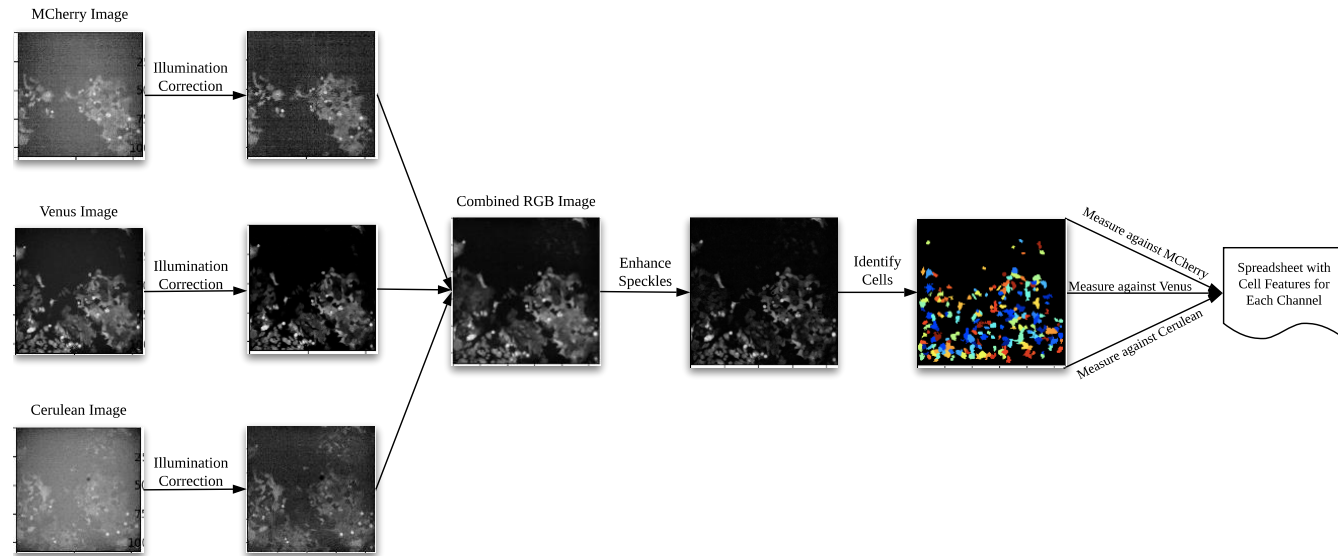 MCherry Image
Illumination
Correction
Venus Image
Illumination
Correction
Cerulean Image
Illumination
Correction
Combined RGB Image
Enhance
Speckles
Identify
Cells
Measure against MCherry
Measure against Venus
Measure against Cerulean
Spreadsheet with
Cell Features for
Each Channel